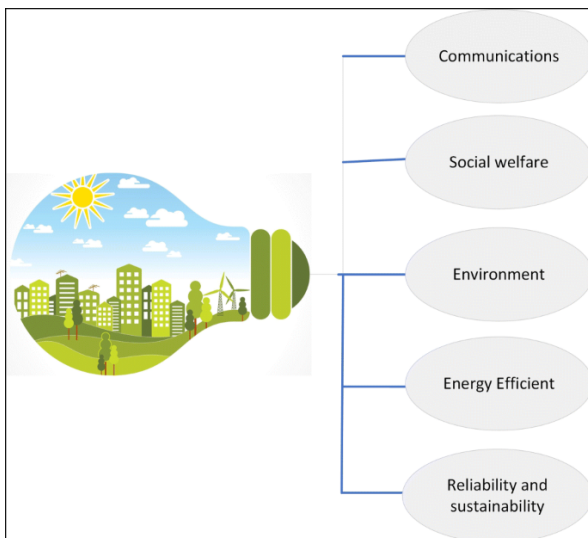 Communications
Social welfare
Environment
Energy Efficient
Reliability and
sustainability